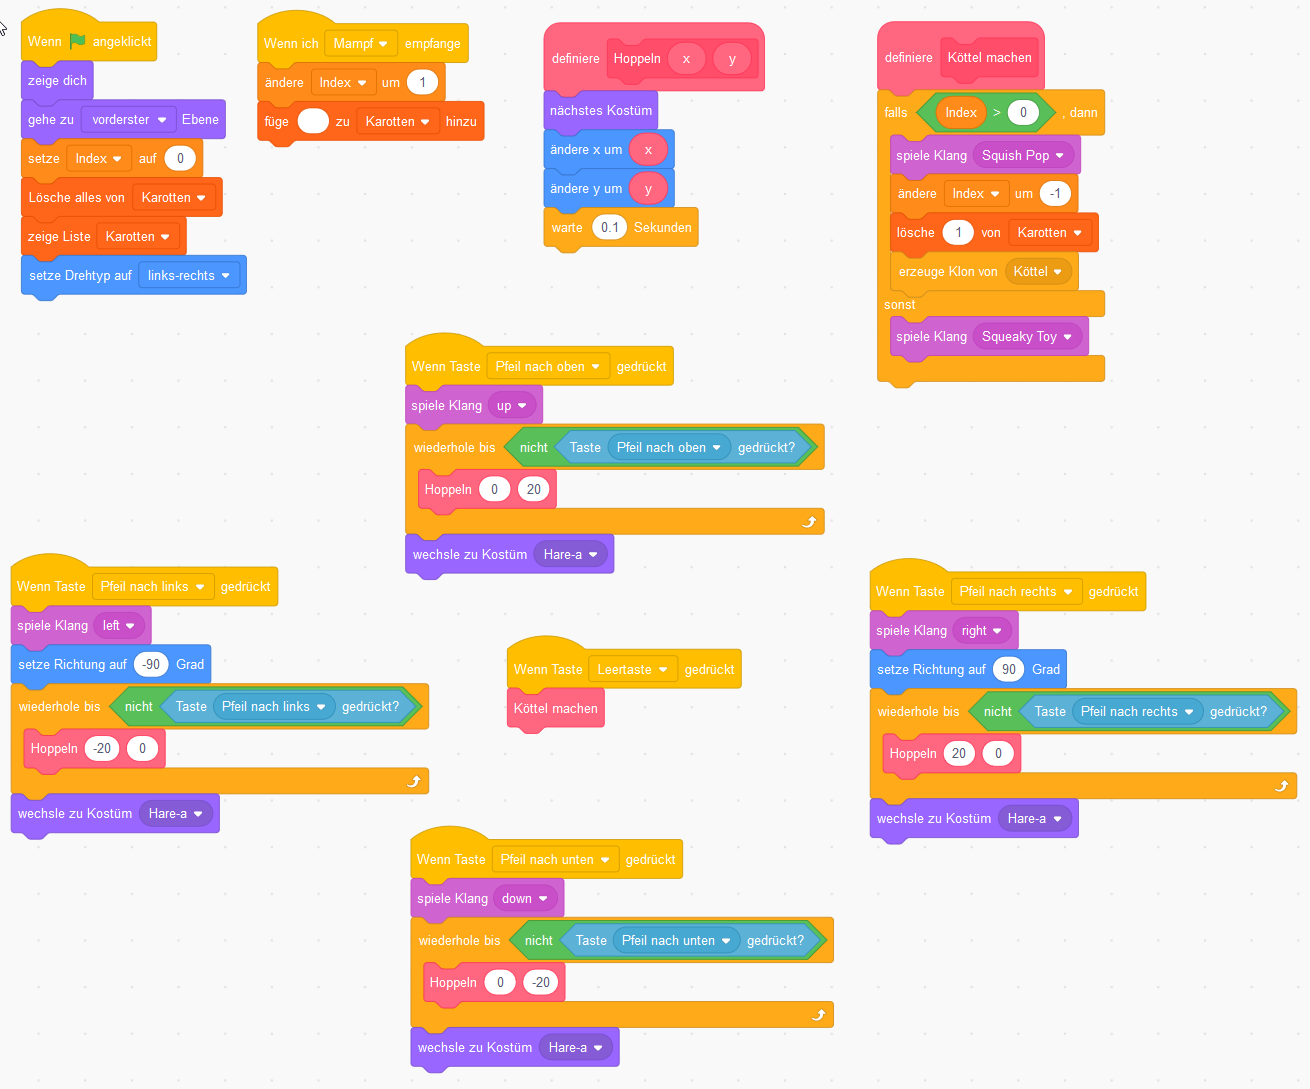 Wenn angeklickt
zeige dich
gehe zu vorderster Ebene
setze Index auf 0
Lösche alles von Karotten
zeige Liste Karotten
setze Drehtyp auf links-rechts
Wenn ich Mampf empfange
ändere Index um 1
füge zu Karotten hinzu
definiere Hoppeln x y
nächstes Kostüm
ändere x um x
ändere y um y
warte 0.1 Sekunden
definiere Köttel machen
falls Index > 0 , dann
spiele Klang Squish Pop
ändere Index um -1
lösche 1 von Karotten
erzeuge Klon von Köttel
sonst
spiele Klang Squeaky Toy
Wenn Taste Pfeil nach oben gedrückt
spiele Klang up
wiederhole bis nicht Taste Pfeil nach oben gedrückt?
Hoppeln 0 20
wechsle zu Kostüm Hare-a
Wenn Taste Pfeil nach links gedrückt
spiele Klang left
setze Richtung auf -90 Grad
wiederhole bis nicht Taste Pfeil nach links gedrückt?
Hoppeln -20 0
wechsle zu Kostüm Hare-a
Wenn Taste Leertaste gedrückt
Köttel machen
Wenn Taste Pfeil nach rechts gedrückt
spiele Klang right
setze Richtung auf 90 Grad
wiederhole bis nicht Taste Pfeil nach rechts gedrückt?
Hoppeln 20 0
wechsle zu Kostüm Hare-a
Wenn Taste Pfeil nach unten gedrückt
spiele Klang down
wiederhole bis nicht Taste Pfeil nach unten gedrückt?
Hoppeln 0 -20
wechsle zu Kostüm Hare-a